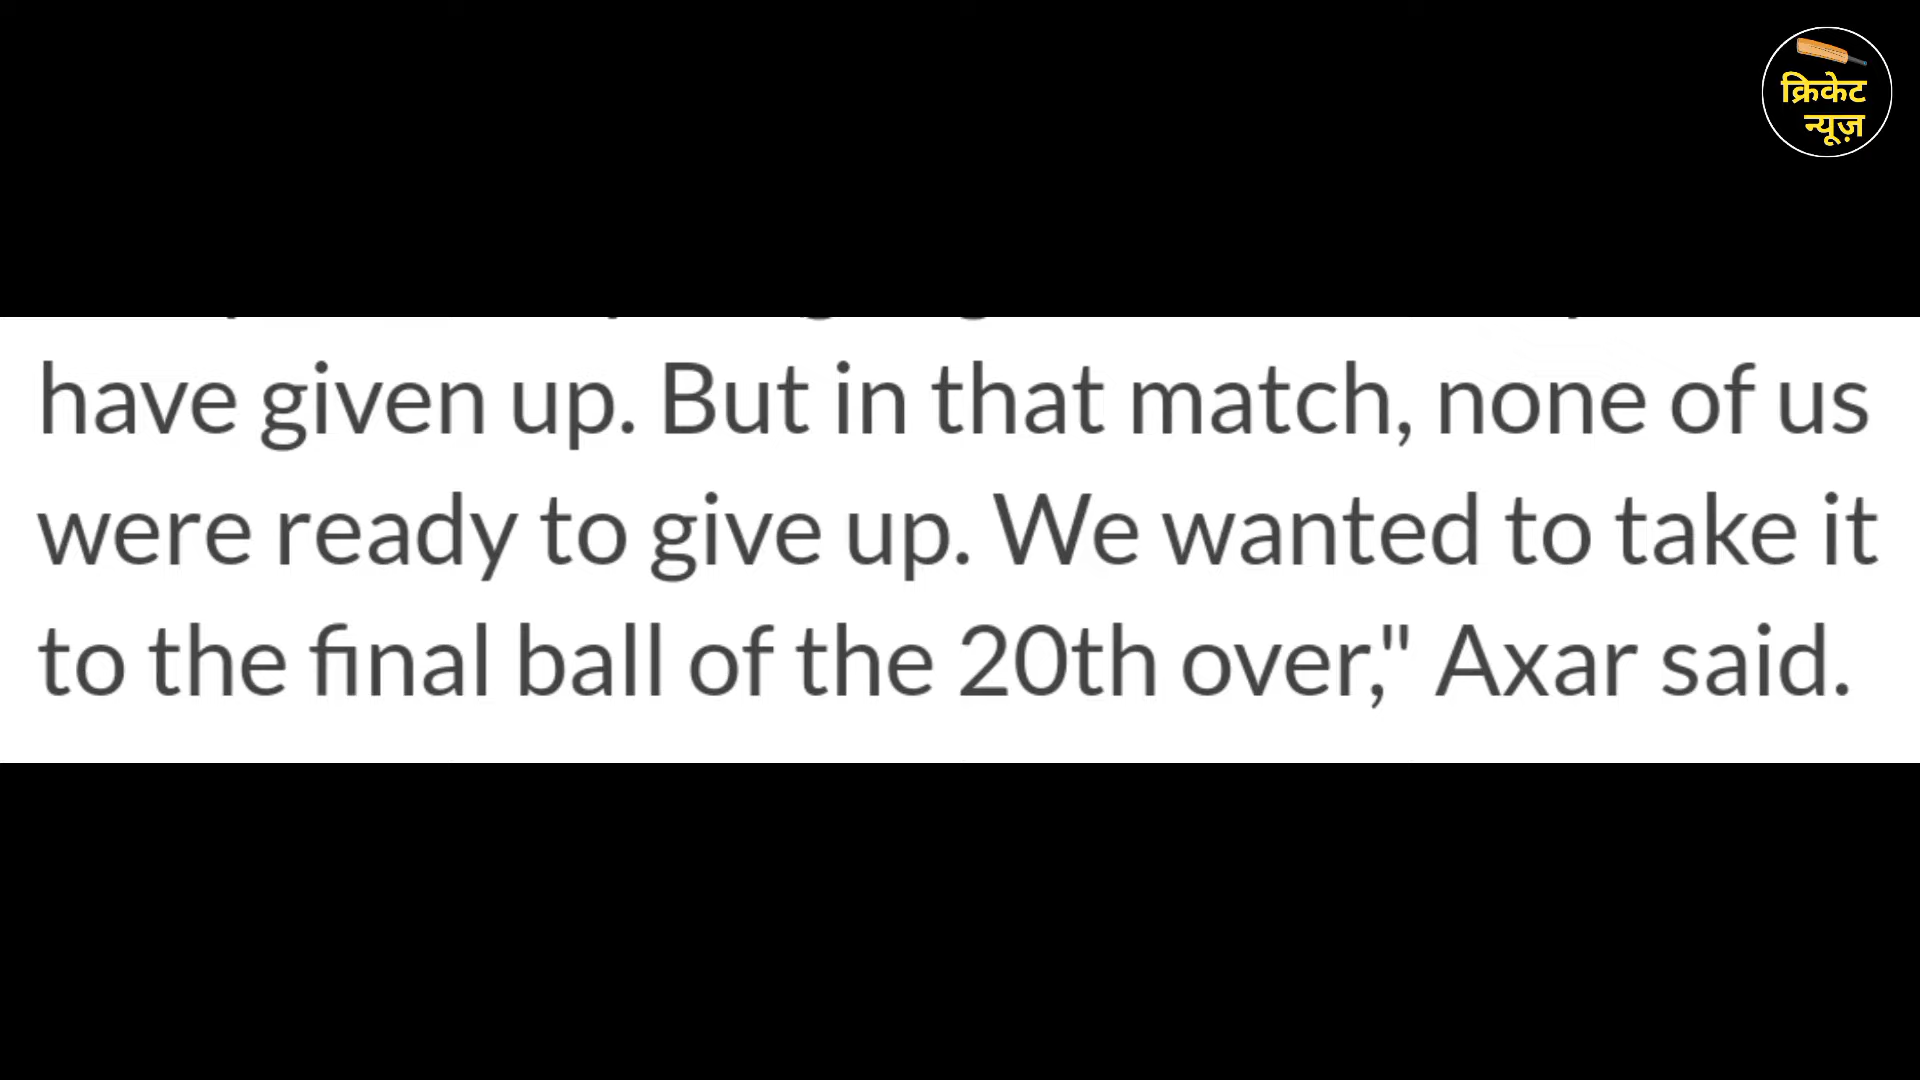 क्रिकेट
न्यूज़
have given up. But in that match, none of us
were ready to give up. We wanted to take it
to the final ball of the 20th over," Axar said.